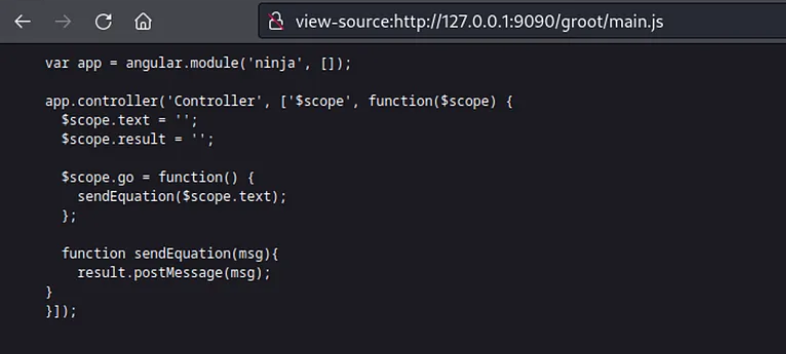 view-source:http://127.0.0.1:9090/groot/main.js
var app = angular.module('ninja', []);
app.controller('Controller', ['$scope', function($scope) {
$scope.text = '';
$scope.result = '';
$scope.go = function() {
sendEquation($scope.text);
};
function sendEquation(msg){
result.postMessage(msg);
}
}]);